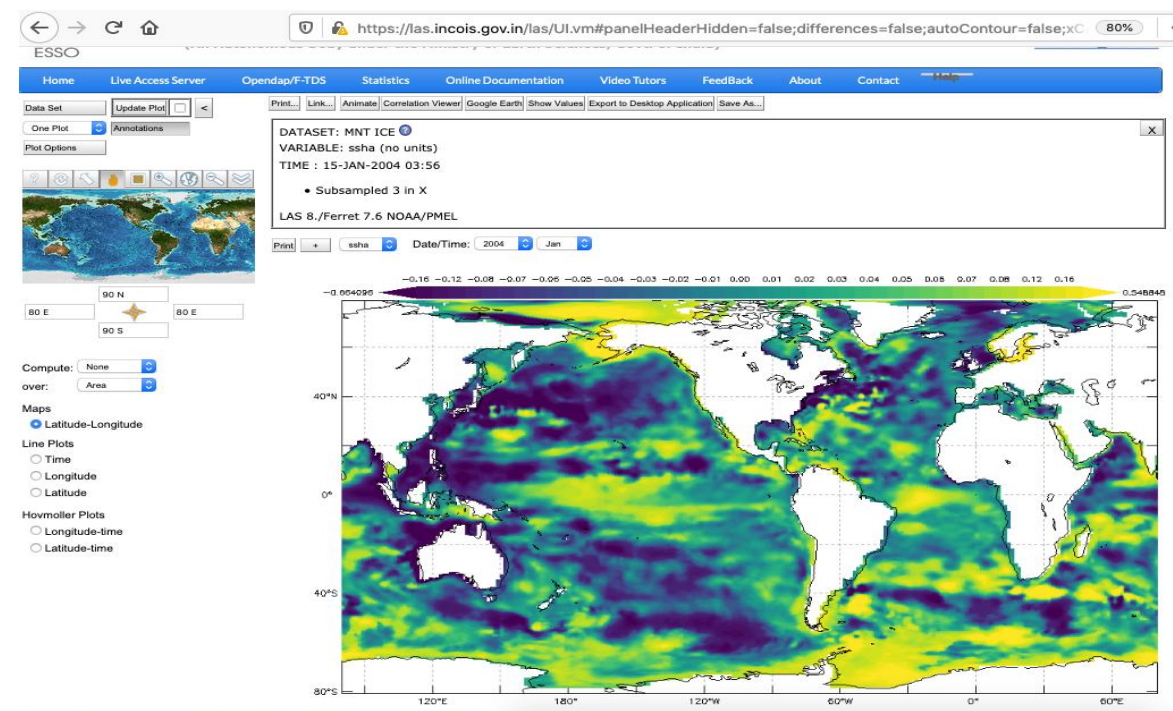 https://las.incois.gov.in/las/UI.vm#panelHeaderHidden=false;differences=false;autoContour=false;xC 80%
ESSO
Home Live Access Server Opendap/F-TDS Statistics Online Documentation Video Tutors FeedBack About Contact Help
Data Set Update Plot <
Print... Link... Animate Correlation Viewer Google Earth Show Values Export to Desktop Application Save As...
One Plot Annotations
Plot Options
DATASET: MNT ICE ? X
VARIABLE: ssha (no units)
TIME : 15-JAN-2004 03:56
• Subsampled 3 in X
LAS 8./Ferret 7.6 NOAA/PMEL
Print + ssha Date/Time: 2004 Jan
90 N
80 E 80 E
90 S
Compute: None
over: Area
Maps
Latitude-Longitude
Line Plots
Time
Longitude
Latitude
Hovmoller Plots
Longitude-time
Latitude-time
-0.16 -0.12 -0.08 -0.07 -0.06 -0.05 -0.04 -0.03 -0.02 -0.01 0.00 0.01 0.02 0.03 0.04 0.05 0.06 0.07 0.08 0.12 0.16
-0.664096 0.548848
40°N
0°
40°S
80°S
120°E 180° 120°W 60°W 0° 60°E